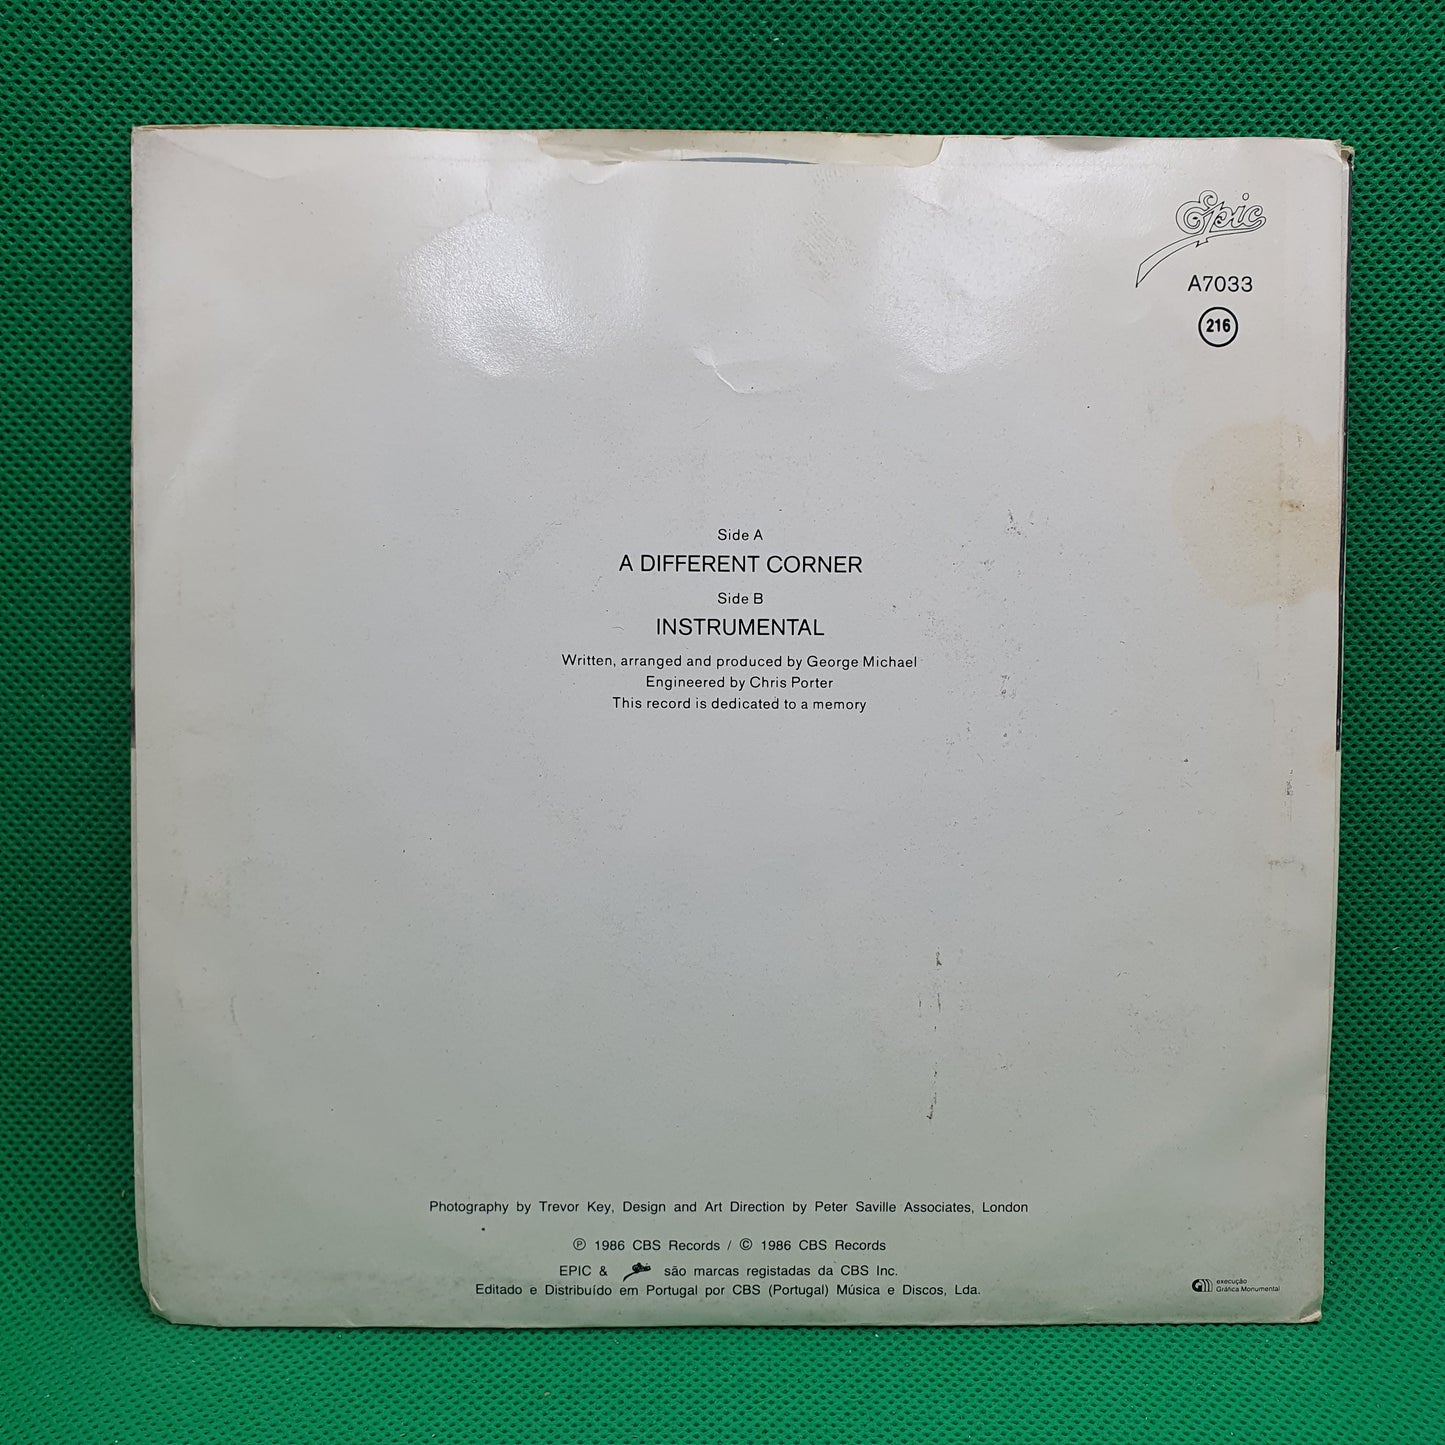 Epic
A7033
216
Side A
A DIFFERENT CORNER
Side B
INSTRUMENTAL
Written, arranged and produced by George Michael
Engineered by Chris Porter
This record is dedicated to a memory
Photography by Trevor Key, Design and Art Direction by Peter Saville Associates, London
℗ 1986 CBS Records / © 1986 CBS Records
EPIC & Epic são marcas registadas da CBS Inc.
Editado e Distribuído em Portugal por CBS (Portugal) Música e Discos, Lda.
execução
Gráfica Monumental